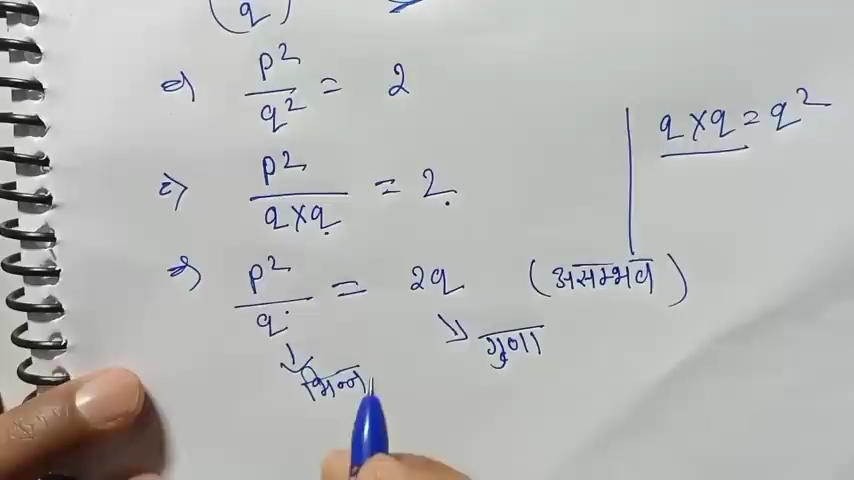 (q)
⇒ p²/q² = 2
⇒ p²/q×q = 2
q×q = q²
⇒ p²/q = 2q (असम्भव)
↓ भिन्न
↘ गुणा